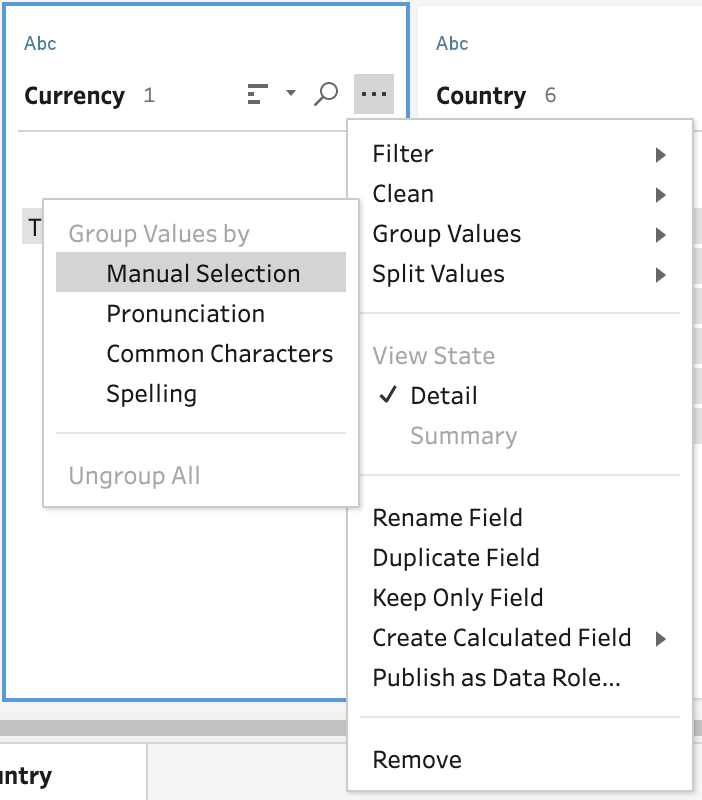 Abc
Currency 1
Abc
Country 6
Filter
Clean
Group Values
Split Values
View State
Detail
Summary
Rename Field
Duplicate Field
Keep Only Field
Create Calculated Field
Publish as Data Role...
Remove
T
Group Values by
Manual Selection
Pronunciation
Common Characters
Spelling
Ungroup All
untry